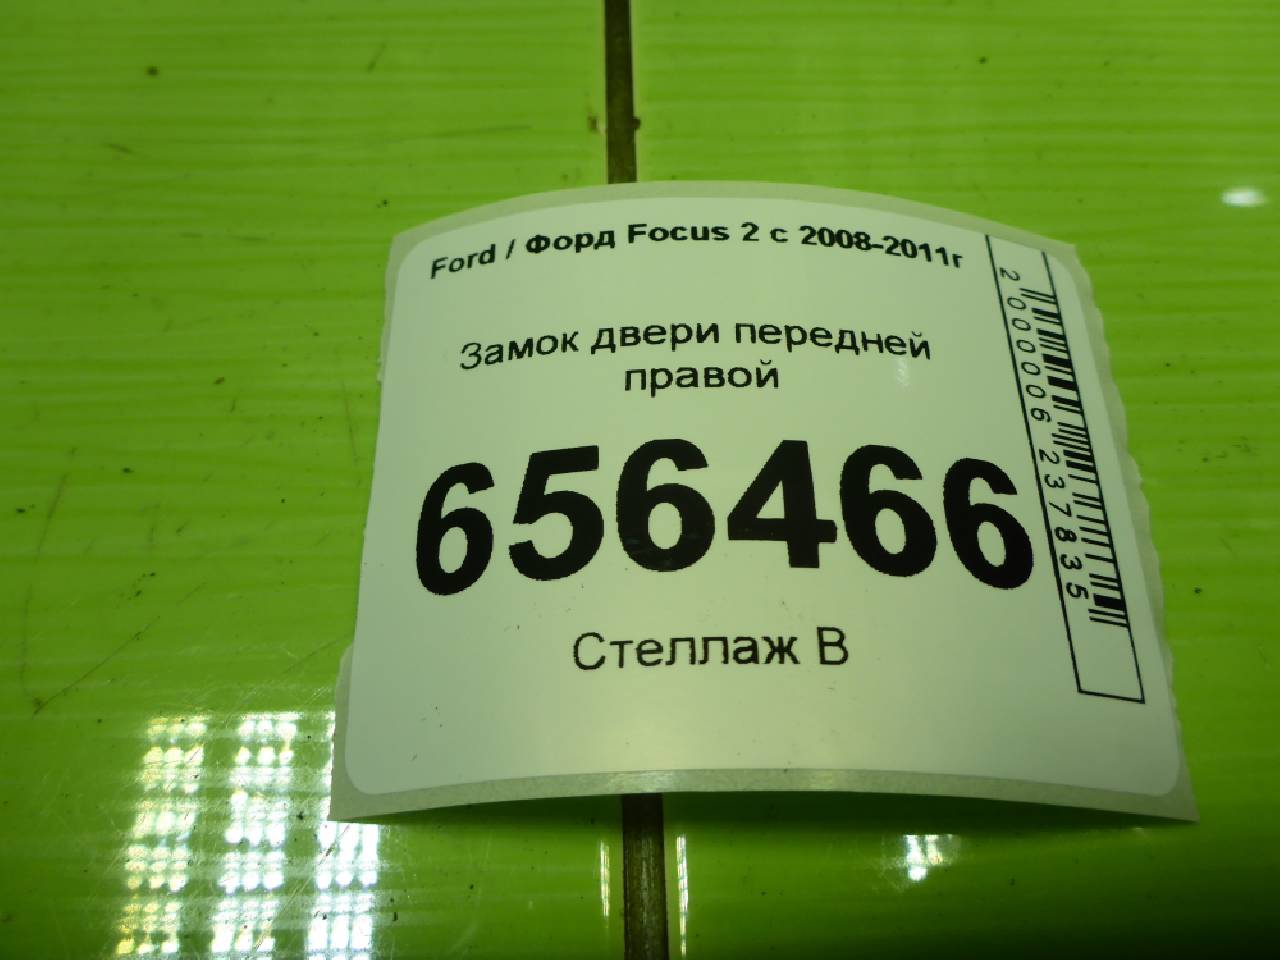 Ford / Форд Focus 2 с 2008-2011г
Замок двери передней
правой
656466
Стеллаж В
2000006237835